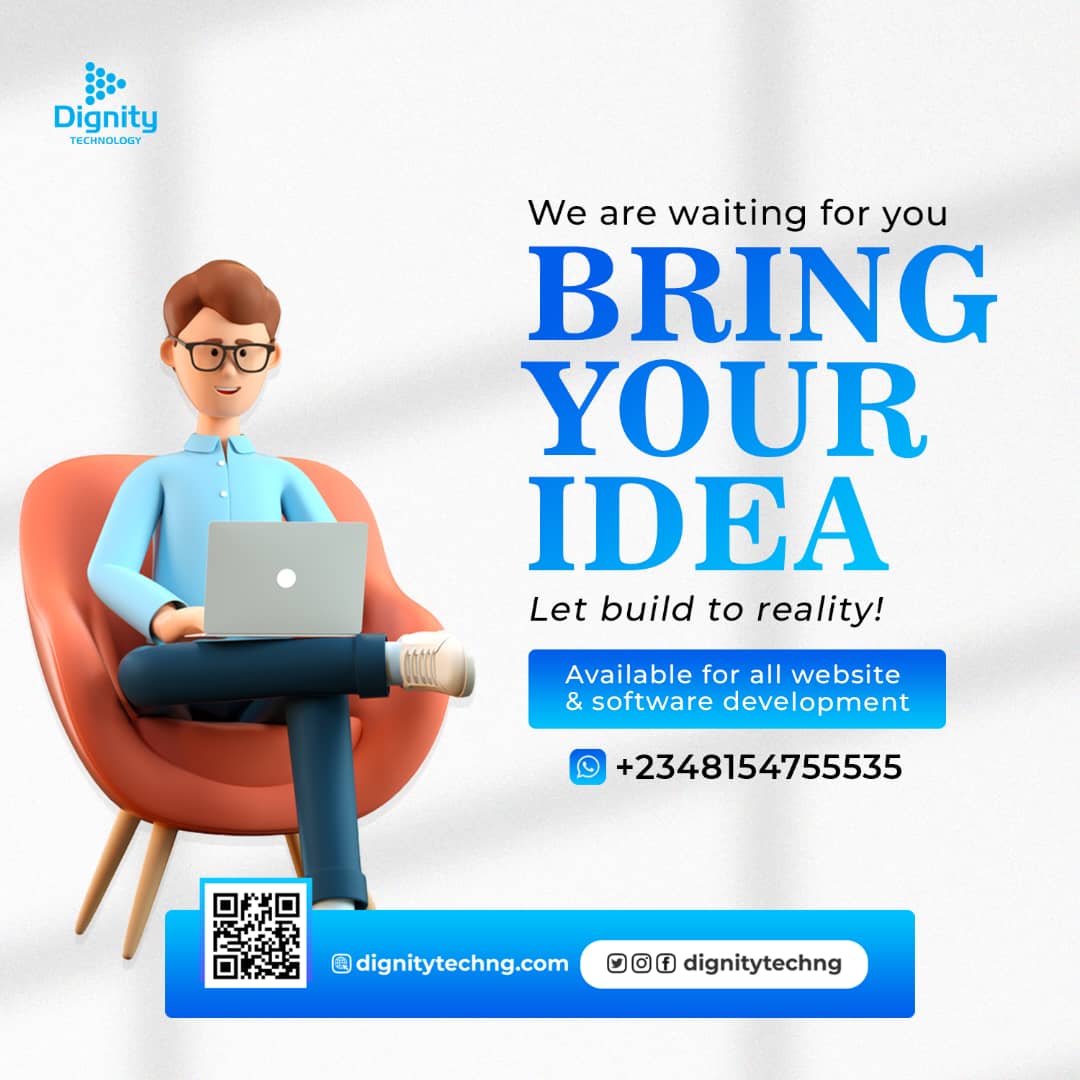 Dignity
TECHNOLOGY
We are waiting for you
BRING
YOUR
IDEA
Let build to reality!
Available for all website
& software development
+2348154755535
dignitytechng.com
dignitytechng